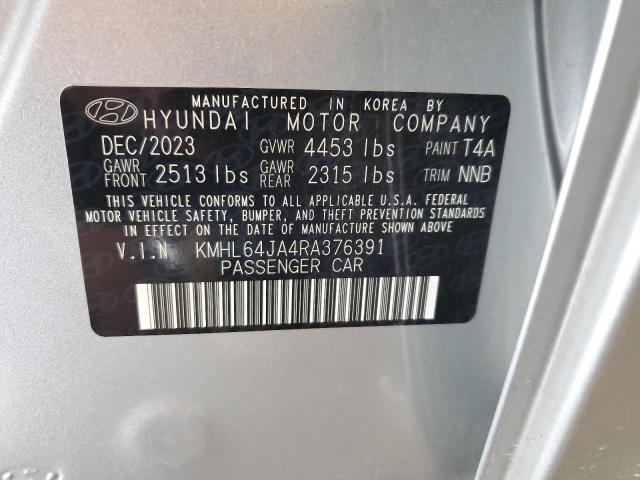 MANUFACTURED IN KOREA BY
HYUNDAI MOTOR COMPANY
DEC/2023 GVWR 4453 lbs PAINT T4A
GAWR FRONT 2513 lbs GAWR REAR 2315 lbs TRIM NNB
THIS VEHICLE CONFORMS TO ALL APPLICABLE U.S.A. FEDERAL
MOTOR VEHICLE SAFETY, BUMPER, AND THEFT PREVENTION STANDARDS
IN EFFECT ON THE DATE OF MANUFACTURE SHOWN ABOVE
V.I.N KMHL64JA4RA376391
PASSENGER CAR